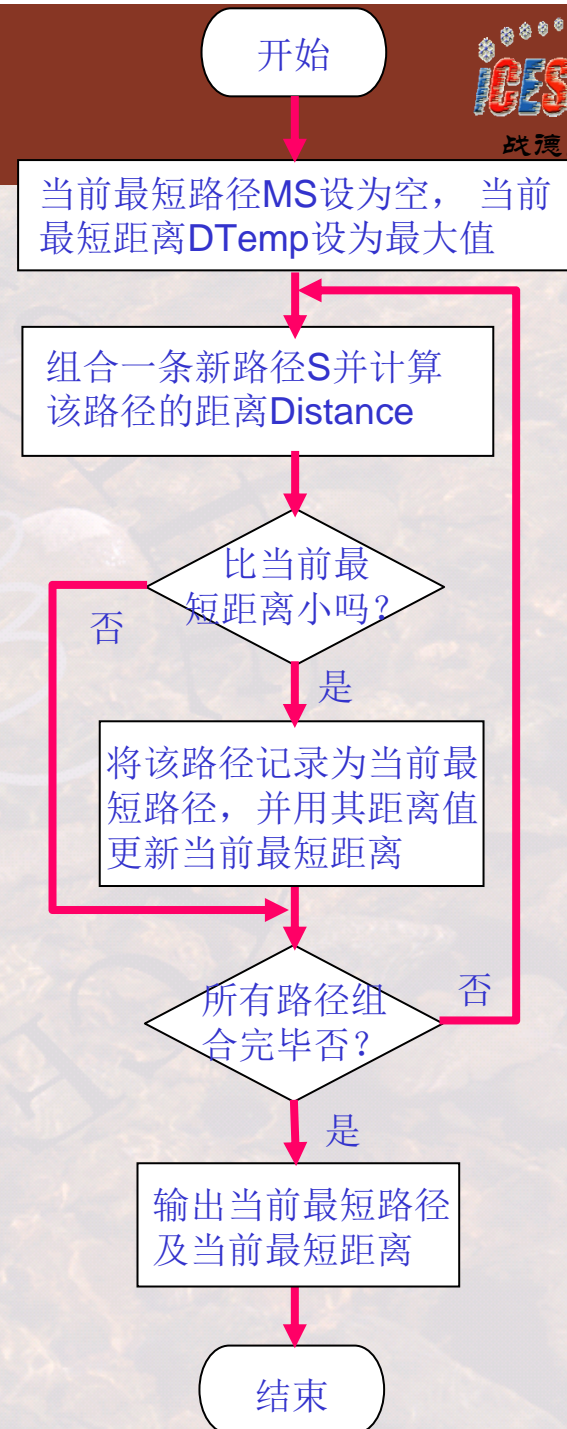 开始
iCES
战德
当前最短路径MS设为空， 当前
最短距离DTemp设为最大值
组合一条新路径S并计算
该路径的距离Distance
比当前最
短距离小吗？
否
是
将该路径记录为当前最
短路径，并用其距离值
更新当前最短距离
所有路径组
合完毕否？
否
是
输出当前最短路径
及当前最短距离
结束